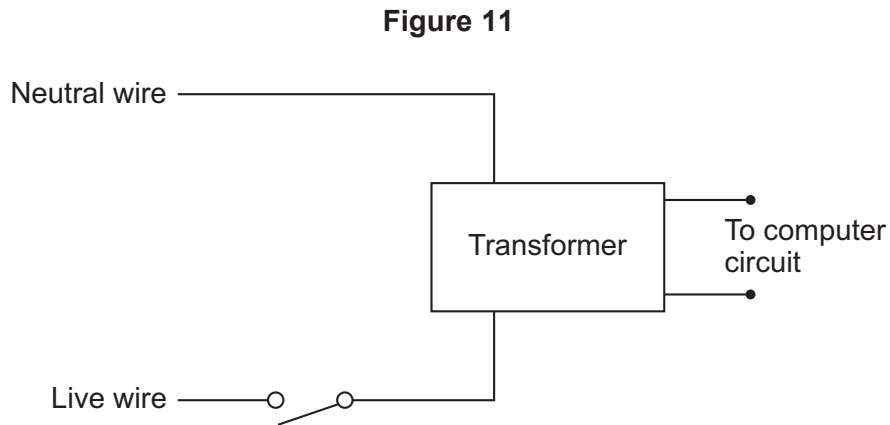 Figure 11
Neutral wire
Transformer
To computer
circuit
Live wire